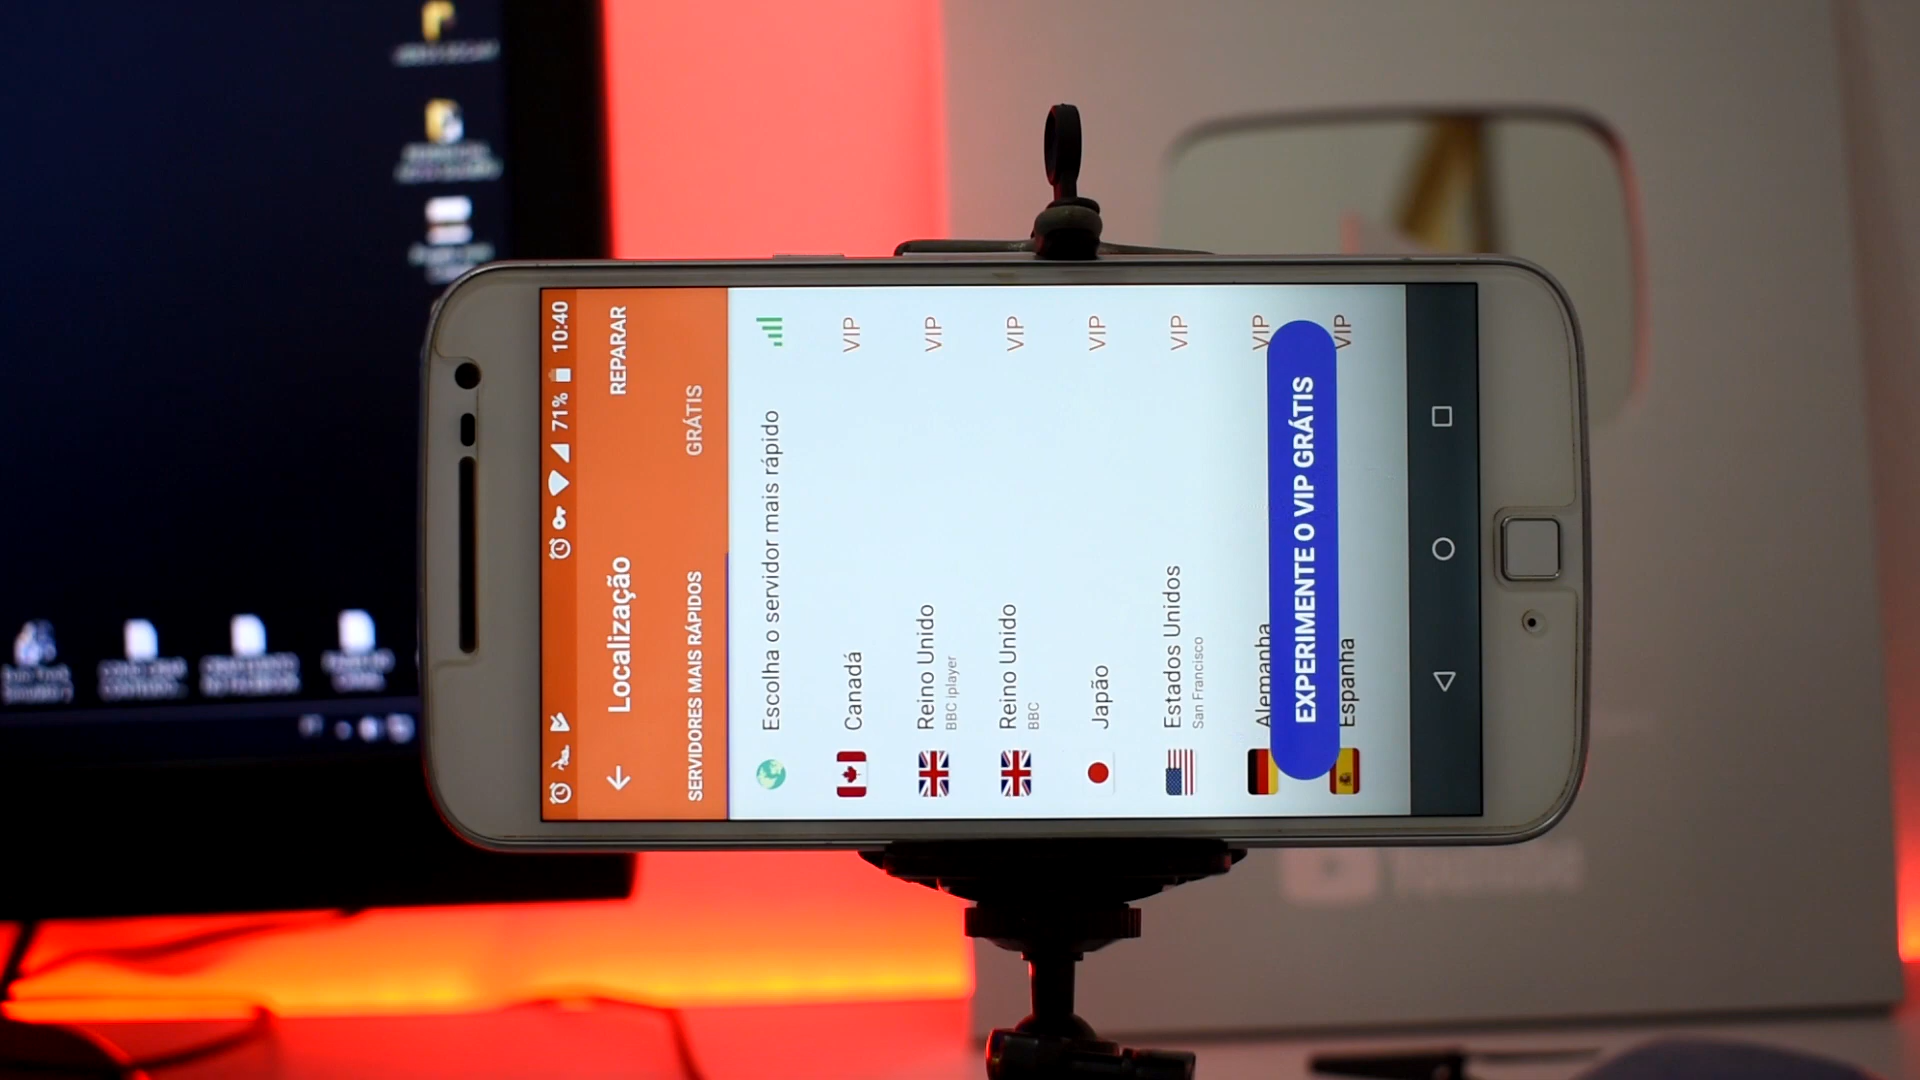 71% 10:40
Localização
REPARAR
SERVIDORES MAIS RÁPIDOS
GRÁTIS
Escolha o servidor mais rápido
Canadá
VIP
Reino Unido
VIP
BBC iplayer
Reino Unido
VIP
BBC
Japão
VIP
Estados Unidos
VIP
San Francisco
Alemanha
VIP
EXPERIMENTE O VIP GRÁTIS
Espanha
VIP
YouTube